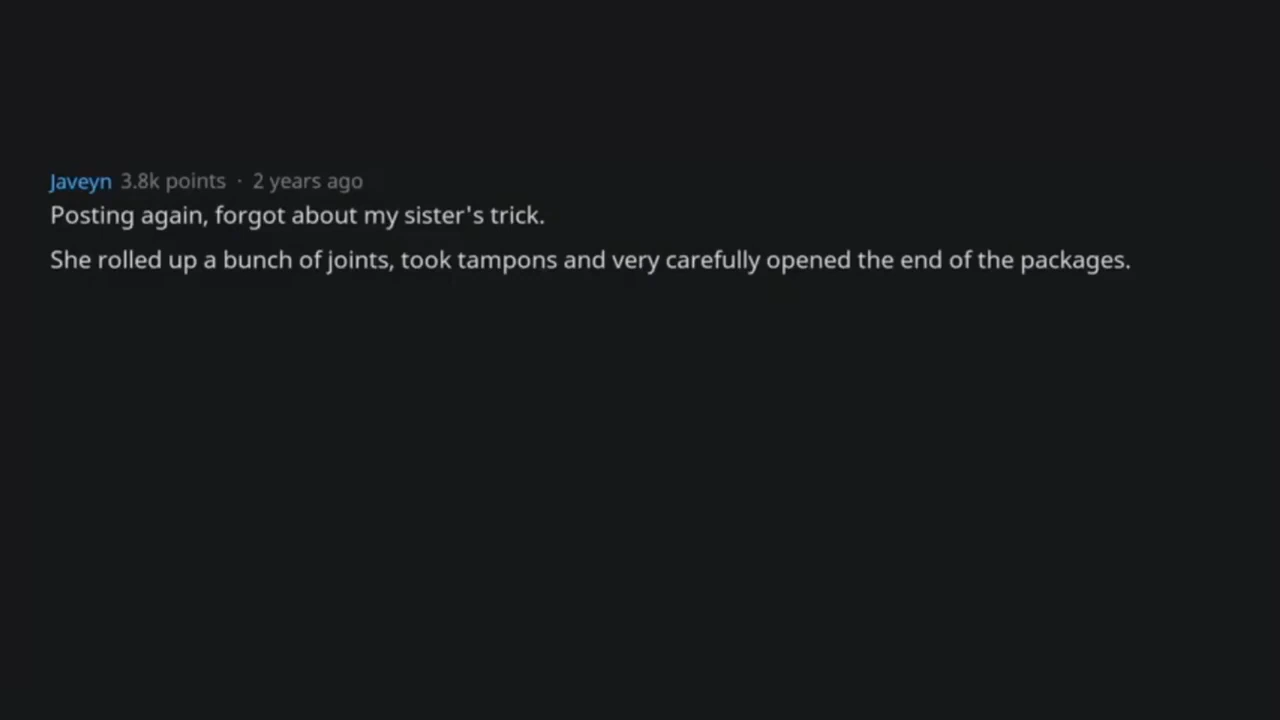 Javeyn 3.8k points · 2 years ago
Posting again, forgot about my sister's trick.
She rolled up a bunch of joints, took tampons and very carefully opened the end of the packages.